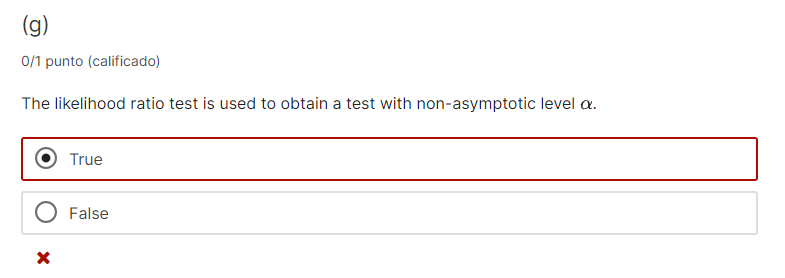 (g)
0/1 punto (calificado)
The likelihood ratio test is used to obtain a test with non-asymptotic level α.
True
False